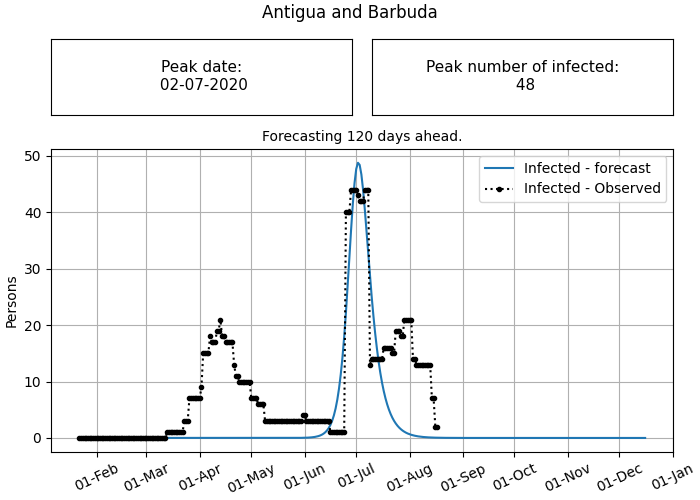 Antigua and Barbuda
Peak date:
02-07-2020
Peak number of infected:
48
Forecasting 120 days ahead.
Infected - forecast
Infected - Observed
Persons
50
40
30
20
10
0
01-Feb
01-Mar
01-Apr
01-May
01-Jun
01-Jul
01-Aug
01-Sep
01-Oct
01-Nov
01-Dec
01-Jan